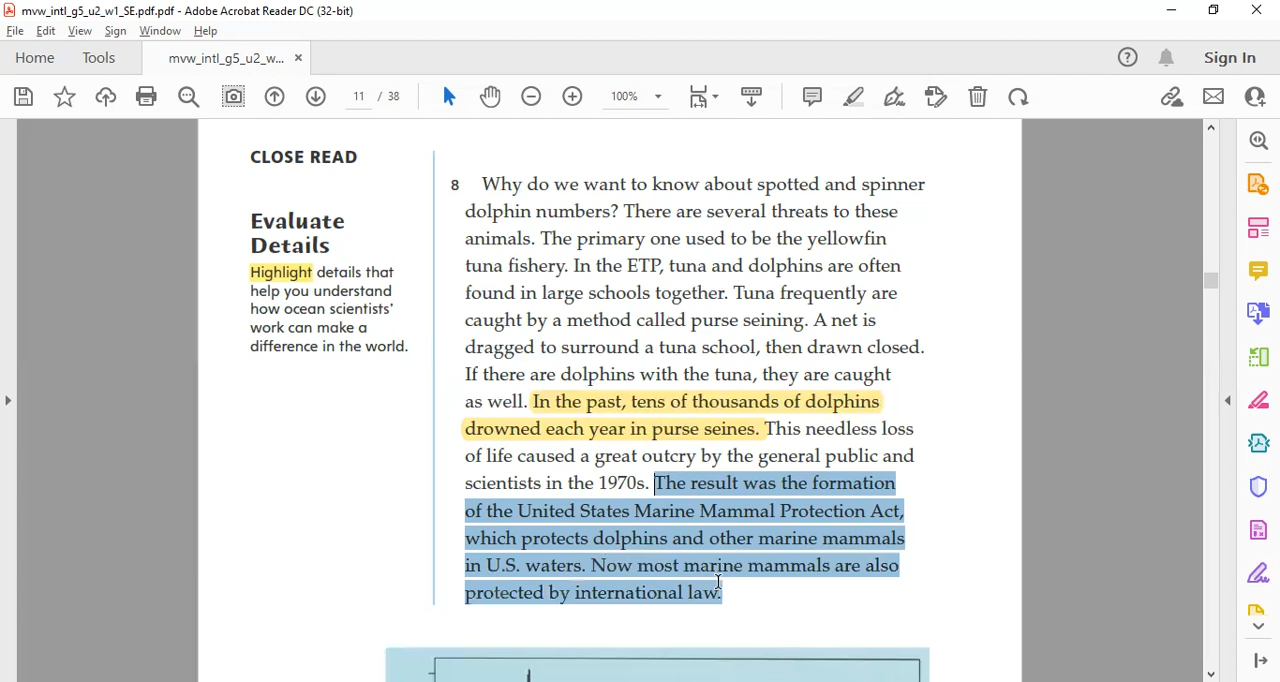 mvw_intl_g5_u2_w1_SE.pdf.pdf - Adobe Acrobat Reader DC (32-bit)
File Edit View Sign Window Help
Home Tools mvw_intl_g5_u2_w... × Sign In
11 / 38 100%
CLOSE READ
Evaluate
Details
Highlight details that
help you understand
how ocean scientists'
work can make a
difference in the world.
8 Why do we want to know about spotted and spinner
dolphin numbers? There are several threats to these
animals. The primary one used to be the yellowfin
tuna fishery. In the ETP, tuna and dolphins are often
found in large schools together. Tuna frequently are
caught by a method called purse seining. A net is
dragged to surround a tuna school, then drawn closed.
If there are dolphins with the tuna, they are caught
as well. In the past, tens of thousands of dolphins
drowned each year in purse seines. This needless loss
of life caused a great outcry by the general public and
scientists in the 1970s. The result was the formation
of the United States Marine Mammal Protection Act,
which protects dolphins and other marine mammals
in U.S. waters. Now most marine mammals are also
protected by international law.